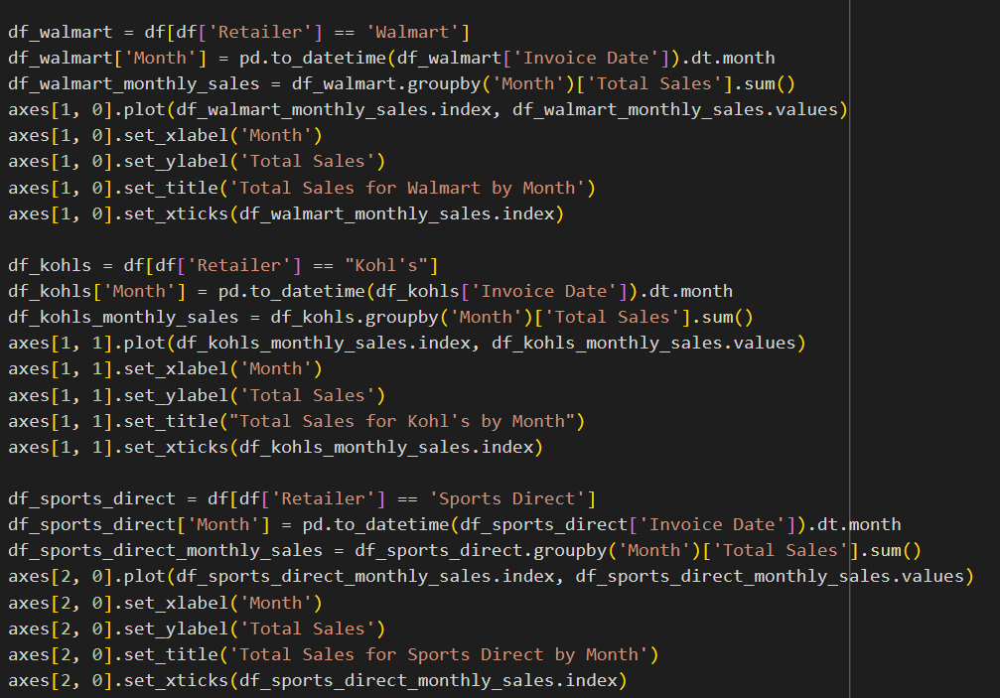 df_walmart = df[df['Retailer'] == 'Walmart']
df_walmart['Month'] = pd.to_datetime(df_walmart['Invoice Date']).dt.month
df_walmart_monthly_sales = df_walmart.groupby('Month')['Total Sales'].sum()
axes[1, 0].plot(df_walmart_monthly_sales.index, df_walmart_monthly_sales.values)
axes[1, 0].set_xlabel('Month')
axes[1, 0].set_ylabel('Total Sales')
axes[1, 0].set_title('Total Sales for Walmart by Month')
axes[1, 0].set_xticks(df_walmart_monthly_sales.index)
df_kohls = df[df['Retailer'] == "Kohl's"]
df_kohls['Month'] = pd.to_datetime(df_kohls['Invoice Date']).dt.month
df_kohls_monthly_sales = df_kohls.groupby('Month')['Total Sales'].sum()
axes[1, 1].plot(df_kohls_monthly_sales.index, df_kohls_monthly_sales.values)
axes[1, 1].set_xlabel('Month')
axes[1, 1].set_ylabel('Total Sales')
axes[1, 1].set_title("Total Sales for Kohl's by Month")
axes[1, 1].set_xticks(df_kohls_monthly_sales.index)
df_sports_direct = df[df['Retailer'] == 'Sports Direct']
df_sports_direct['Month'] = pd.to_datetime(df_sports_direct['Invoice Date']).dt.month
df_sports_direct_monthly_sales = df_sports_direct.groupby('Month')['Total Sales'].sum()
axes[2, 0].plot(df_sports_direct_monthly_sales.index, df_sports_direct_monthly_sales.values)
axes[2, 0].set_xlabel('Month')
axes[2, 0].set_ylabel('Total Sales')
axes[2, 0].set_title('Total Sales for Sports Direct by Month')
axes[2, 0].set_xticks(df_sports_direct_monthly_sales.index)